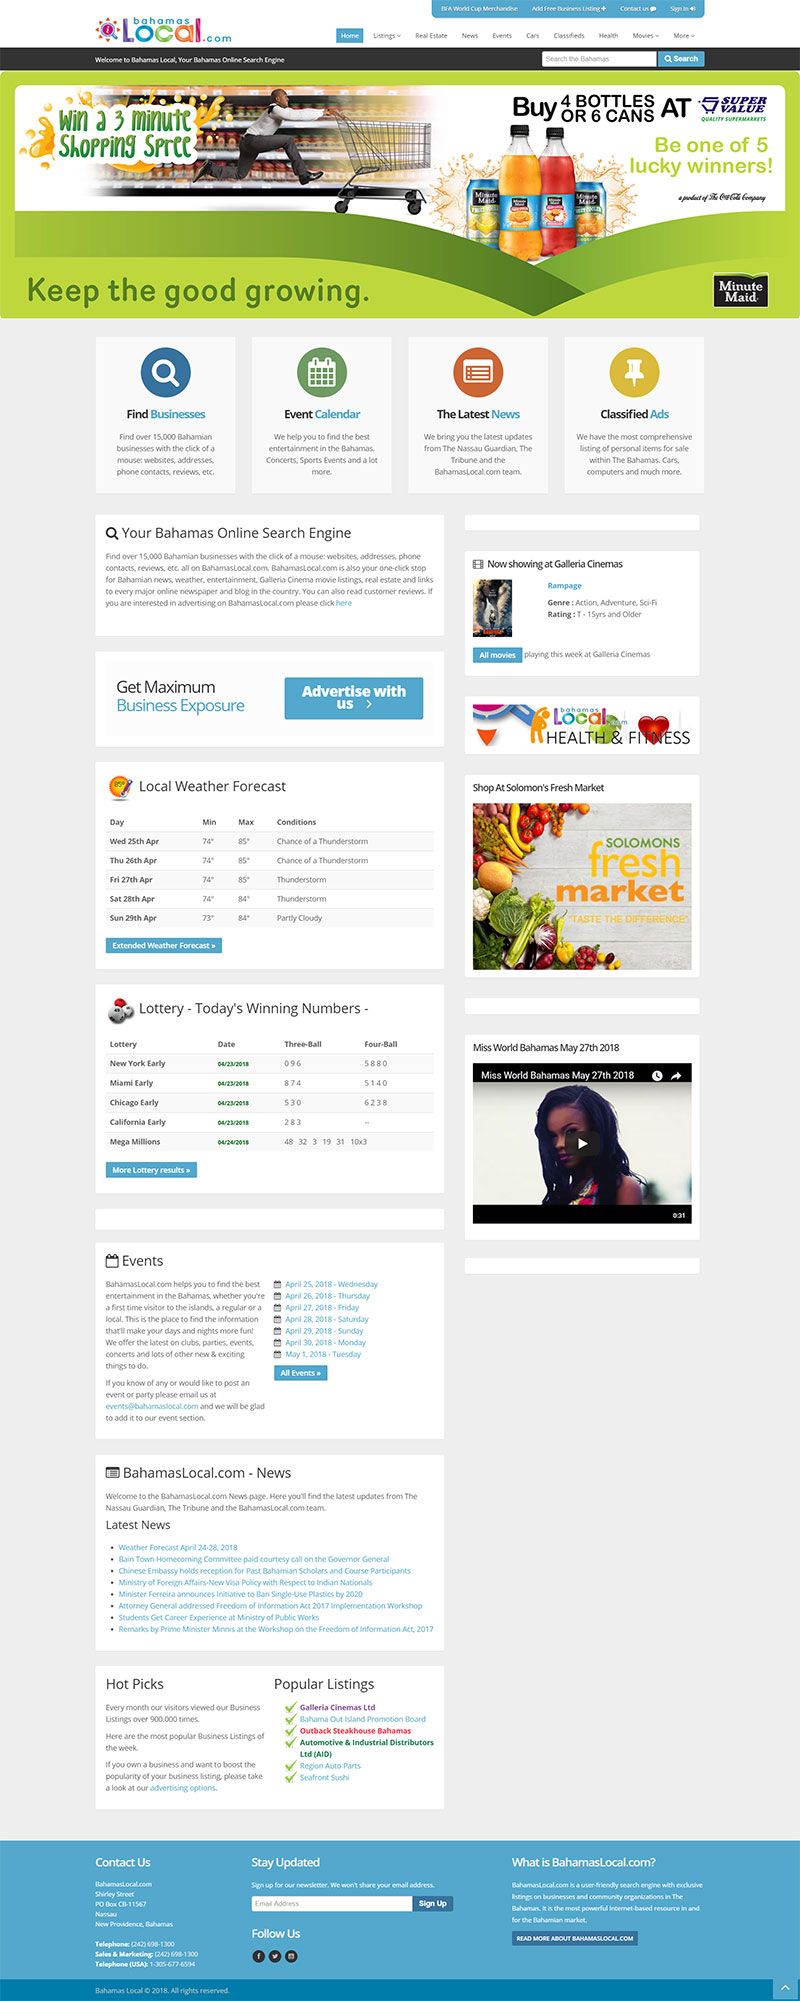 BFA World Cup Merchandise Add Free Business Listing Contact us Sign In
bahamas
Local.com
Home Listings Real Estate News Events Cars Classifieds Health Movies More
Welcome to Bahamas Local, Your Bahamas Online Search Engine
Search the Bahamas Search
Win a 3 minute
Shopping Spree
Buy 4 BOTTLES OR 6 CANS AT SUPER VALUE
QUALITY SUPERMARKETS
Be one of 5
lucky winners!
a product of The Coca-Cola Company
Minute Maid
Minute Maid
Minute Maid
Minute Maid
Keep the good growing.
Minute
Maid
Find Businesses
Find over 15,000 Bahamian
businesses with the click of a
mouse: websites, addresses,
phone contacts, reviews, etc.
Event Calendar
We help you to find the best
entertainment in the Bahamas.
Concerts, Sports Events and a lot
more.
The Latest News
We bring you the latest updates
from The Nassau Guardian, The
Tribune and the
BahamasLocal.com team.
Classified Ads
We have the most comprehensive
listing of personal items for sale
within The Bahamas. Cars,
computers and much more.
Your Bahamas Online Search Engine
Find over 15,000 Bahamian businesses with the click of a mouse: websites, addresses, phone
contacts, reviews, etc. all on BahamasLocal.com. BahamasLocal.com is also your one-click stop
for Bahamian news, weather, entertainment, Galleria Cinema movie listings, real estate and links
to every major online newspaper and blog in the country. You can also read customer reviews. If
you are interested in advertising on BahamasLocal.com please click here
Get Maximum
Business Exposure
Advertise with
us
Local Weather Forecast
Day Min Max Conditions
Wed 25th Apr 74° 85° Chance of a Thunderstorm
Thu 26th Apr 74° 85° Chance of a Thunderstorm
Fri 27th Apr 74° 85° Thunderstorm
Sat 28th Apr 74° 84° Thunderstorm
Sun 29th Apr 73° 84° Partly Cloudy
Extended Weather Forecast »
Lottery - Today's Winning Numbers -
Lottery Date Three-Ball Four-Ball
New York Early 04/23/2018 0 9 6 5 8 8 0
Miami Early 04/23/2018 8 7 4 5 1 4 0
Chicago Early 04/23/2018 5 3 0 6 2 3 8
California Early 04/23/2018 2 8 3 --
Mega Millions 04/24/2018 48 32 3 19 31 10x3
More Lottery results »
Events
BahamasLocal.com helps you to find the best
entertainment in the Bahamas, whether you're
a first time visitor to the islands, a regular or a
local. This is the place to find the information
that'll make your days and nights more fun!
We offer the latest on clubs, parties, events,
concerts and lots of other new & exciting
things to do.
If you know of any or would like to post an
event or party please email us at
events@bahamaslocal.com and we will be glad
to add it to our event section.
April 25, 2018 - Wednesday
April 26, 2018 - Thursday
April 27, 2018 - Friday
April 28, 2018 - Saturday
April 29, 2018 - Sunday
April 30, 2018 - Monday
May 1, 2018 - Tuesday
All Events »
BahamasLocal.com - News
Welcome to the BahamasLocal.com News page. Here you'll find the latest updates from The
Nassau Guardian, The Tribune and the BahamasLocal.com team.
Latest News
Weather Forecast April 24-28, 2018
Bain Town Homecoming Committee paid courtesy call on the Governor General
Chinese Embassy holds reception for Past Bahamian Scholars and Course Participants
Ministry of Foreign Affairs-New Visa Policy with Respect to Indian Nationals
Minister Ferreira announces Initiative to Ban Single-Use Plastics by 2020
Attorney General addressed Freedom of Information Act 2017 Implementation Workshop
Students Get Career Experience at Ministry of Public Works
Remarks by Prime Minister Minnis at the Workshop on the Freedom of Information Act, 2017
Hot Picks
Every month our visitors viewed our Business
Listings over 900.000 times.
Here are the most popular Business Listings of
the week.
If you own a business and want to boost the
popularity of your business listing, please take
a look at our advertising options.
Popular Listings
Galleria Cinemas Ltd
Bahama Out Island Promotion Board
Outback Steakhouse Bahamas
Automotive & Industrial Distributors
Ltd (AID)
Region Auto Parts
Seafront Sushi
Now showing at Galleria Cinemas
Rampage
Genre : Action, Adventure, Sci-Fi
Rating : T - 15yrs and Older
All movies playing this week at Galleria Cinemas
bahamas
Local.com
HEALTH & FITNESS
Shop At Solomon's Fresh Market
SOLOMONS
fresh
market
"TASTE THE DIFFERENCE"
Miss World Bahamas May 27th 2018
Miss World Bahamas May 27th 2018
0:31
Contact Us
BahamasLocal.com
Shirley Street
PO Box CB-11567
Nassau
New Providence, Bahamas
Telephone: (242) 698-1300
Sales & Marketing: (242) 698-1300
Telephone (USA): 1-305-677-6594
Stay Updated
Sign up for our newsletter. We won't share your email address.
Email Address Sign Up
Follow Us
What is BahamasLocal.com?
BahamasLocal.com is a user-friendly search engine with exclusive
listings on businesses and community organizations in The
Bahamas. It is the most powerful Internet-based resource in and
for the Bahamian market.
READ MORE ABOUT BAHAMASLOCAL.COM
Bahamas Local © 2018. All rights reserved.